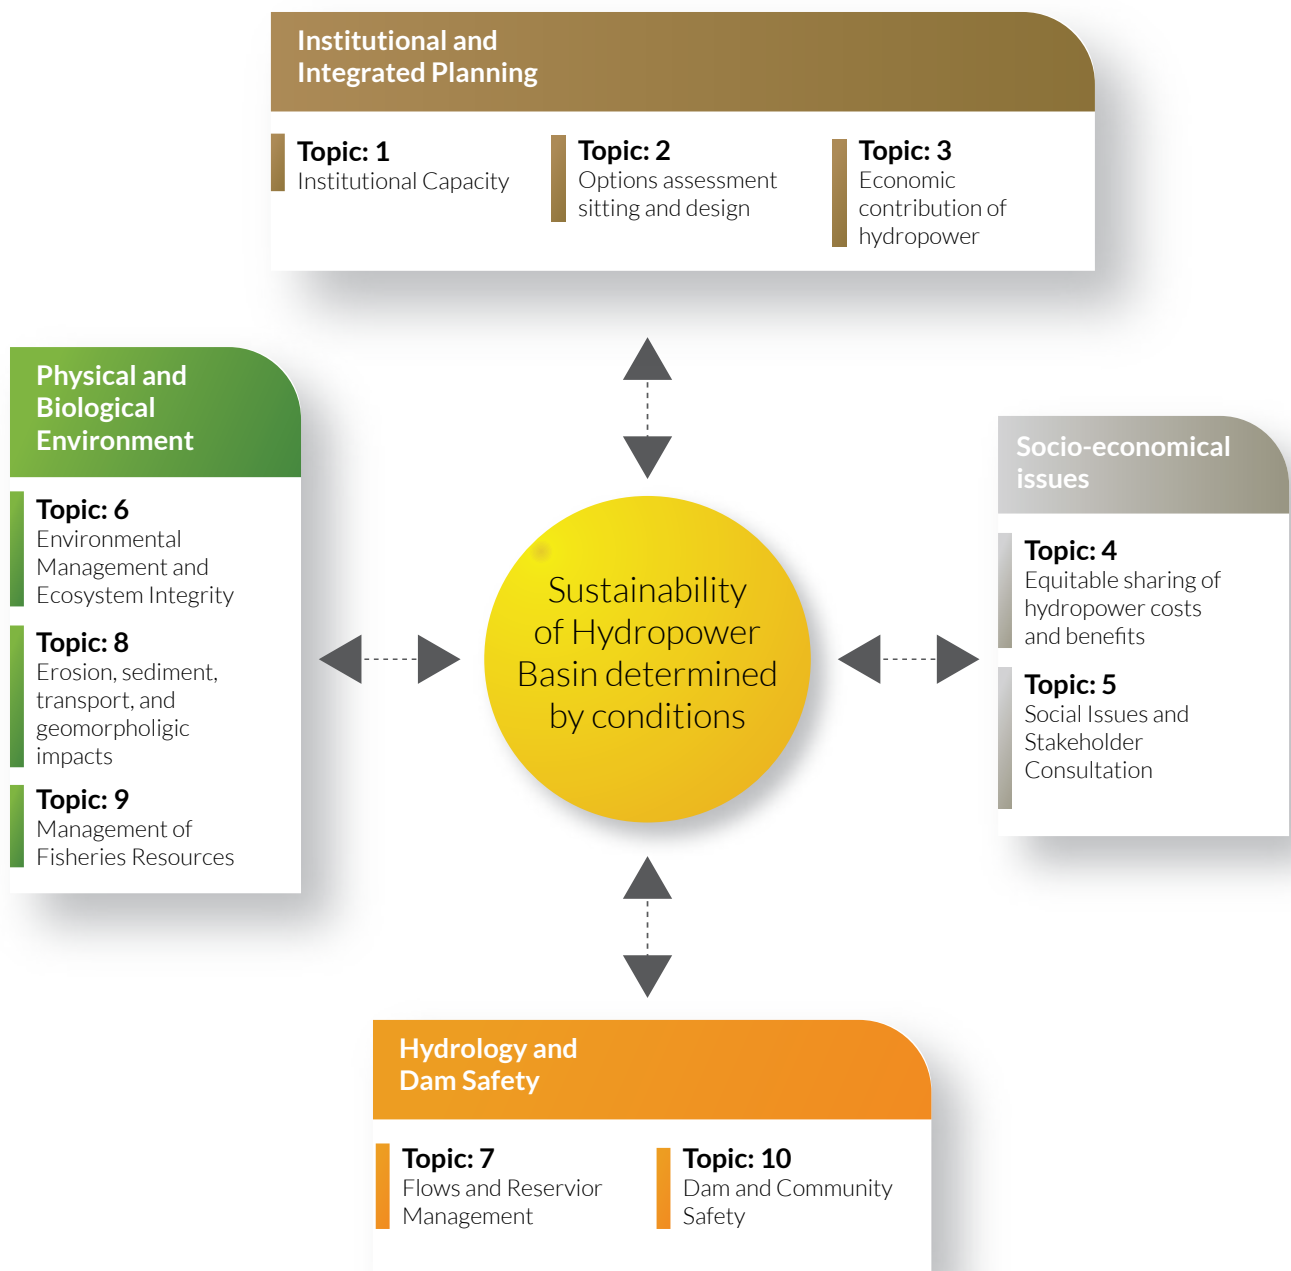 Institutional and
Integrated Planning
Topic: 1
Institutional Capacity
Topic: 2
Options assessment
sitting and design
Topic: 3
Economic
contribution of
hydropower
Physical and
Biological
Environment
Topic: 6
Environmental
Management and
Ecosystem Integrity
Topic: 8
Erosion, sediment,
transport, and
geomorpholigic
impacts
Topic: 9
Management of
Fisheries Resources
Sustainability
of Hydropower
Basin determined
by conditions
Socio-economical
issues
Topic: 4
Equitable sharing of
hydropower costs
and benefits
Topic: 5
Social Issues and
Stakeholder
Consultation
Hydrology and
Dam Safety
Topic: 7
Flows and Reservior
Management
Topic: 10
Dam and Community
Safety